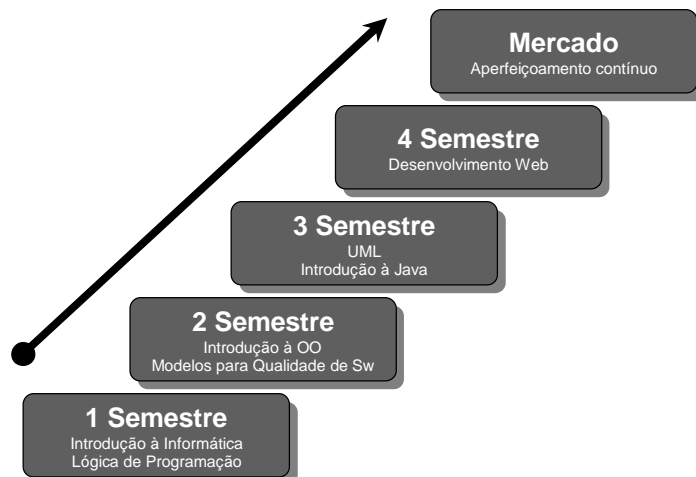 Mercado
Aperfeiçoamento contínuo
4 Semestre
Desenvolvimento Web
3 Semestre
UML
Introdução à Java
2 Semestre
Introdução à OO
Modelos para Qualidade de Sw
1 Semestre
Introdução à Informática
Lógica de Programação